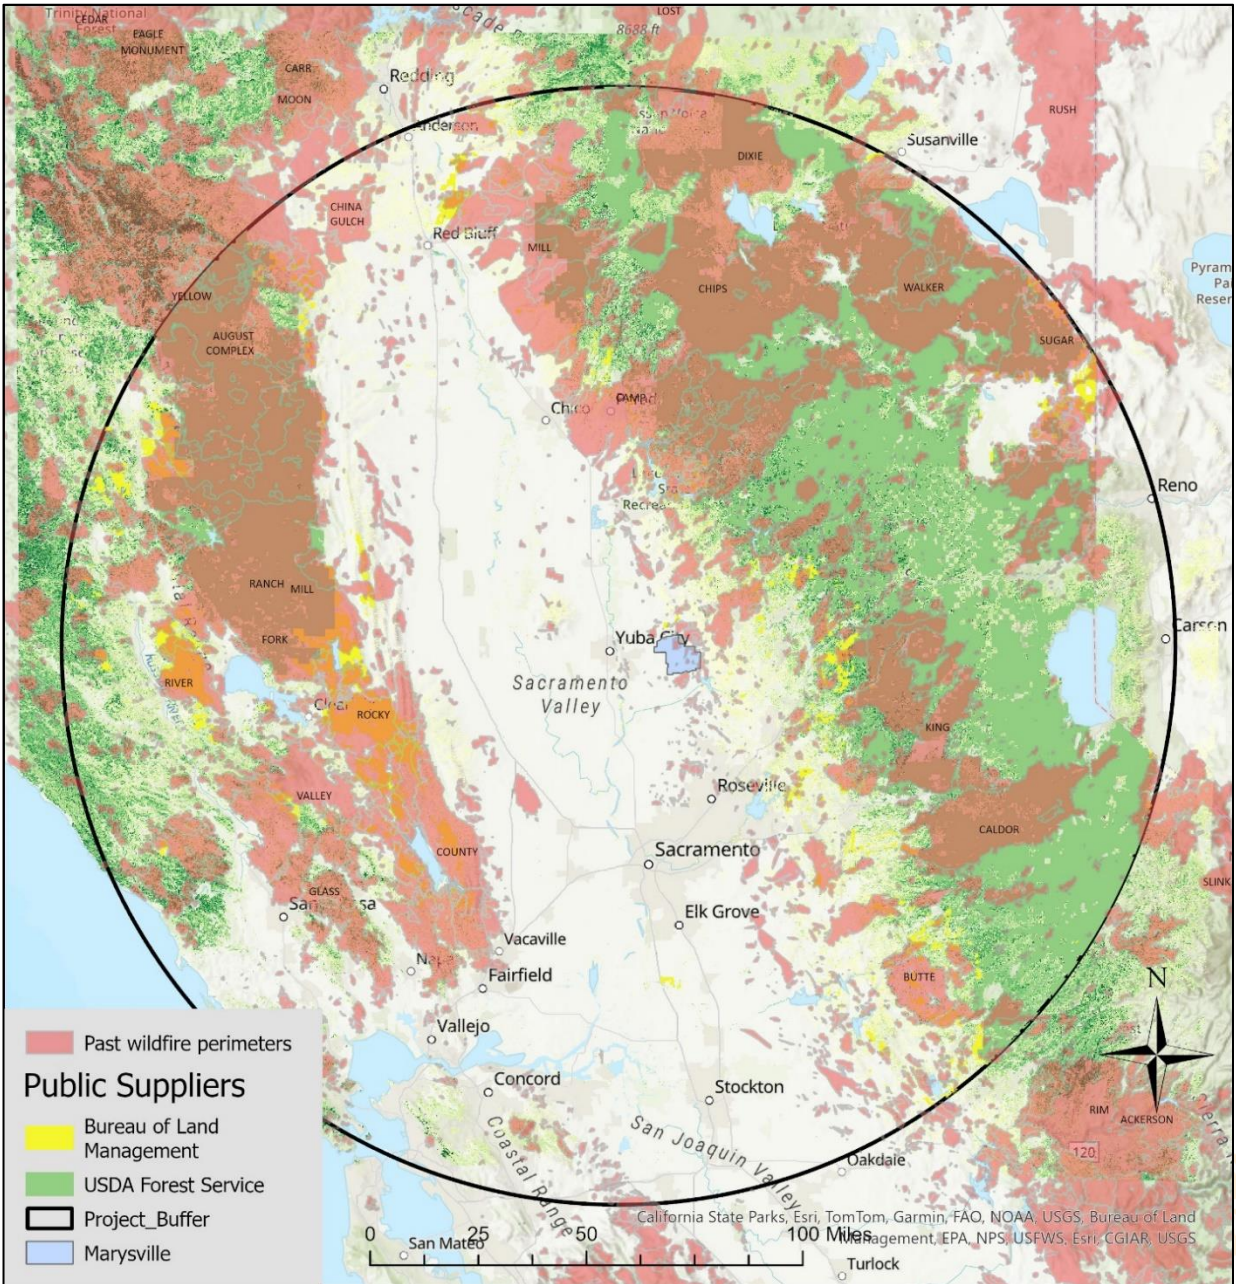 Trinity National
Forest
CEDAR
EAGLE
MONUMENT
LOST
8688 ft
CARR
MOON
Redding
Anderson
RUSH
Susanville
DIXIE
CHINA
GULCH
Red Bluff
MILL
YELLOW
CHIPS
WALKER
AUGUST
COMPLEX
SUGAR
CAMP
Chico
Reno
RANCH
MILL
FORK
Yuba City
Carson
Sacramento
Valley
RIVER
ROCKY
KING
VALLEY
Roseville
CALDOR
COUNTY
Sacramento
GLASS
SLINK
Elk Grove
Vacaville
Napa
BUTTE
Fairfield
N
Vallejo
Concord
Stockton
RIM
ACKERSON
San Joaquin Valley
Coastal Range
120
Oakdale
San Mateo
Turlock
Past wildfire perimeters
Public Suppliers
Bureau of Land
Management
USDA Forest Service
Project_Buffer
Marysville
0 25 50 100 Miles
California State Parks, Esri, TomTom, Garmin, FAO, NOAA, USGS, Bureau of Land
Management, EPA, NPS, USFWS, Esri, CGIAR, USGS